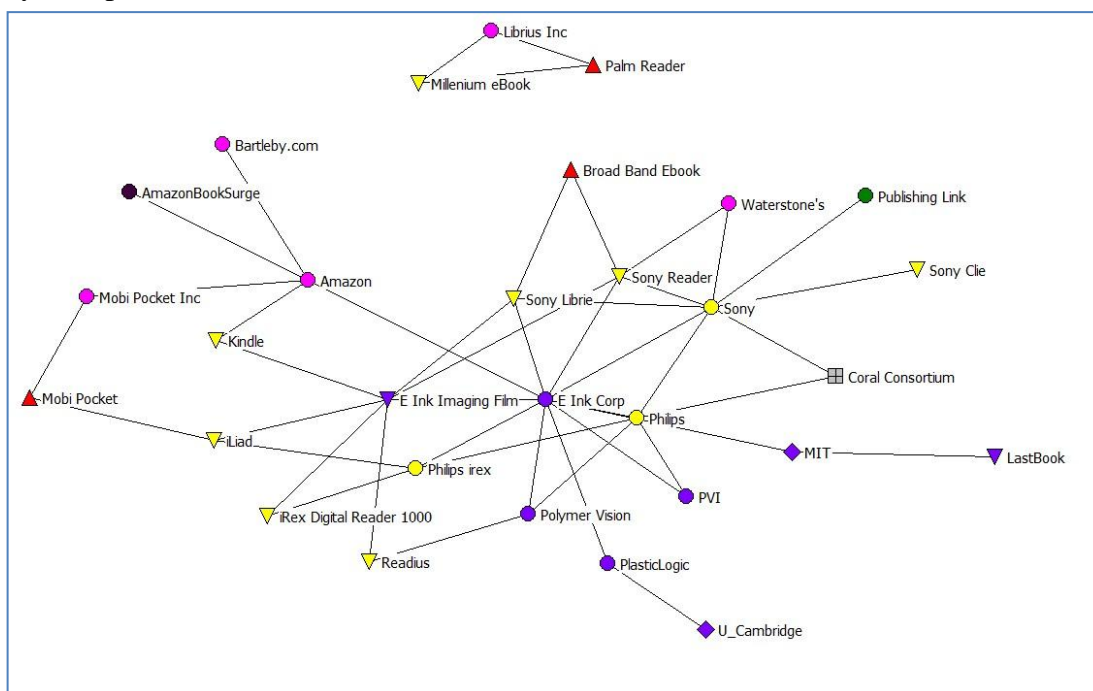 Librius Inc
Palm Reader
Millenium eBook
Bartleby.com
Broad Band Ebook
AmazonBookSurge
Publishing Link
Waterstone's
Sony Clie
Sony Reader
Amazon
Mobi Pocket Inc
Sony Librie
Sony
Kindle
Coral Consortium
Mobi Pocket
E Ink Imaging Film
E Ink Corp
Philips
iLiad
MIT
LastBook
Philips irex
PVI
iRex Digital Reader 1000
Polymer Vision
Readius
PlasticLogic
U_Cambridge